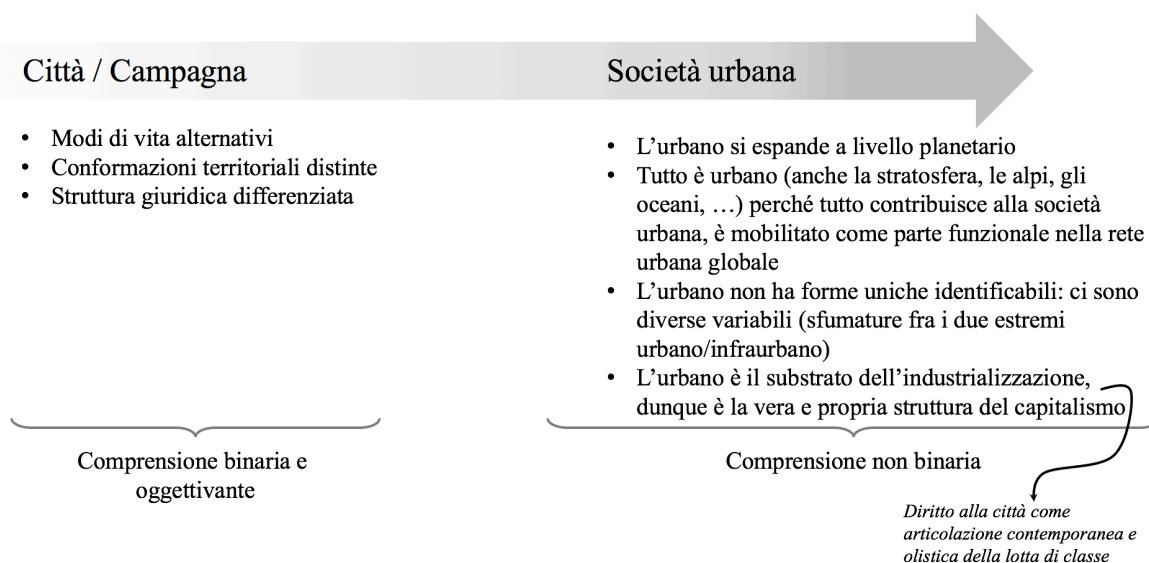 Città / Campagna
• Modi di vita alternativi
• Conformazioni territoriali distinte
• Struttura giuridica differenziata
Comprensione binaria e
oggettivante
Società urbana
• L’urbano si espande a livello planetario
• Tutto è urbano (anche la stratosfera, le alpi, gli
oceani, …) perché tutto contribuisce alla società
urbana, è mobilitato come parte funzionale nella rete
urbana globale
• L’urbano non ha forme uniche identificabili: ci sono
diverse variabili (sfumature fra i due estremi
urbano/infraurbano)
• L’urbano è il substrato dell’industrializzazione,
dunque è la vera e propria struttura del capitalismo
Comprensione non binaria
Diritto alla città come
articolazione contemporanea e
olistica della lotta di classe